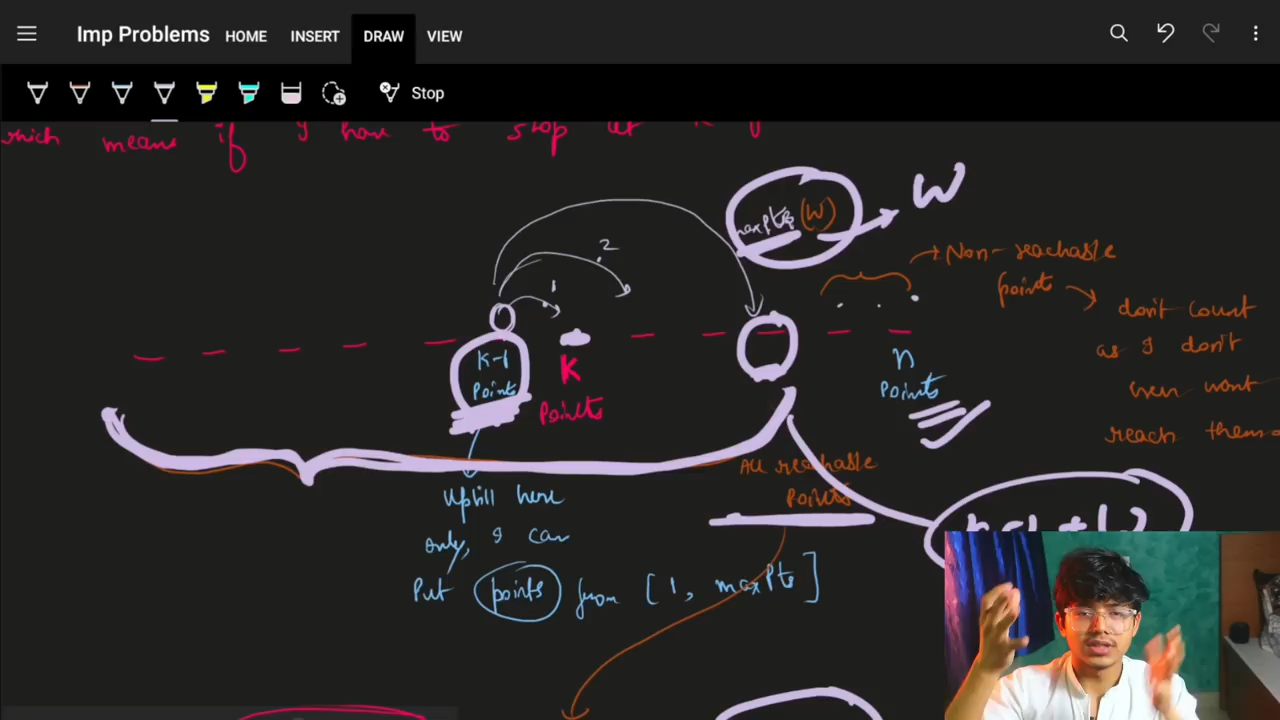 Imp Problems HOME INSERT DRAW VIEW
Stop
which means if I have to stop at K
maxPts (W) → W
1
2
Non-reachable
point
don't count
as I don't
even want
reach them
K-1
Points
K
Points
n
Points
All reachable
Points
Uptill here
only, I can
Put points from [1, maxPts]